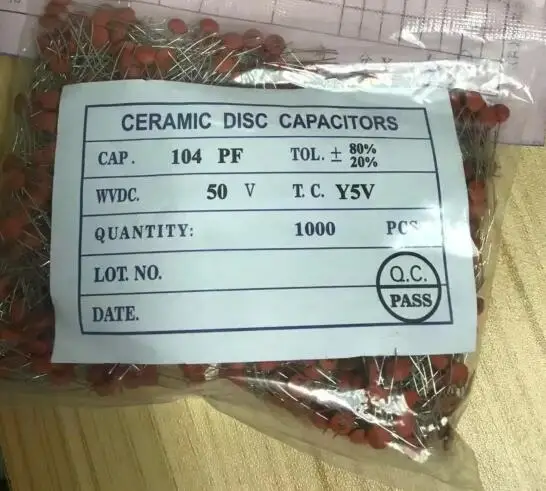 CERAMIC DISC CAPACITORS
CAP. 104 PF TOL. ± 80% 20%
WVDC. 50 V T.C. Y5V
QUANTITY: 1000 PCS
LOT. NO.
Q.C.
PASS
DATE.